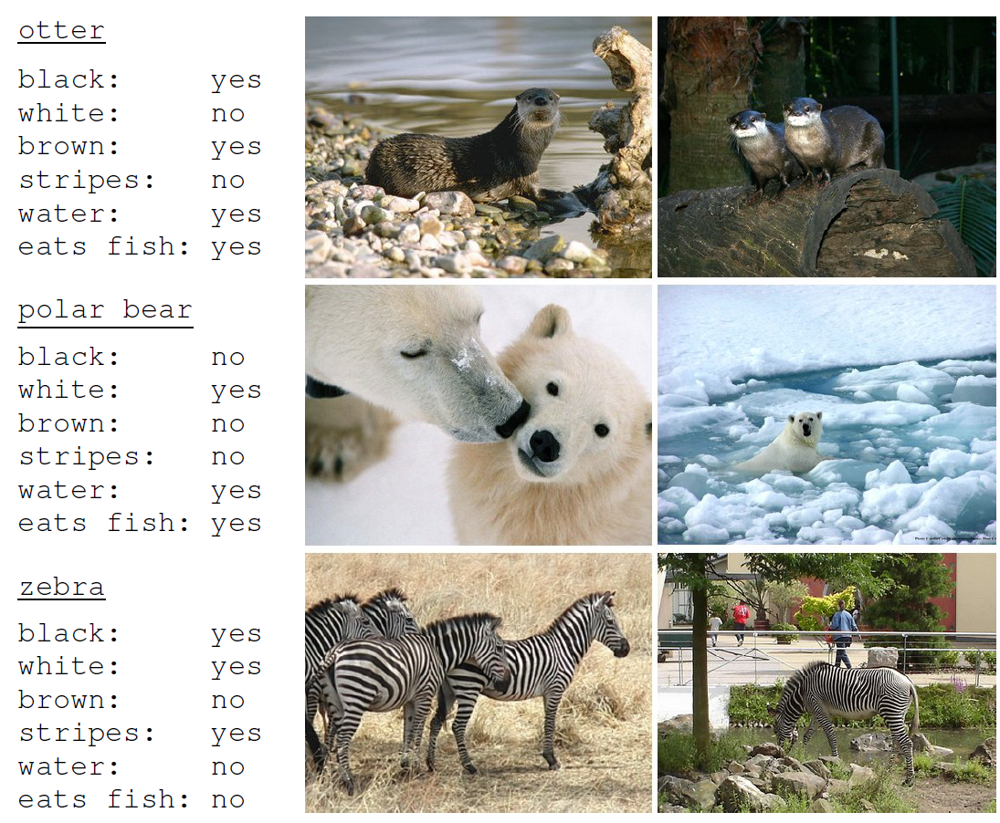 otter
black: yes
white: no
brown: yes
stripes: no
water: yes
eats fish: yes
polar bear
black: no
white: yes
brown: no
stripes: no
water: yes
eats fish: yes
zebra
black: yes
white: yes
brown: no
stripes: yes
water: no
eats fish: no